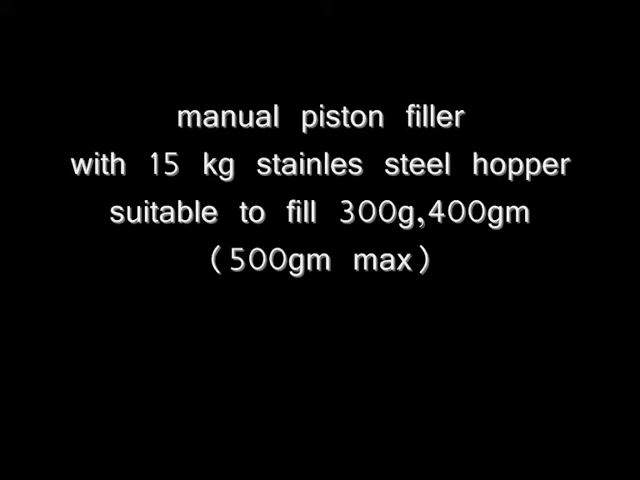 manual piston filler
with 15 kg stainles steel hopper
suitable to fill 300g,400gm
(500gm max)